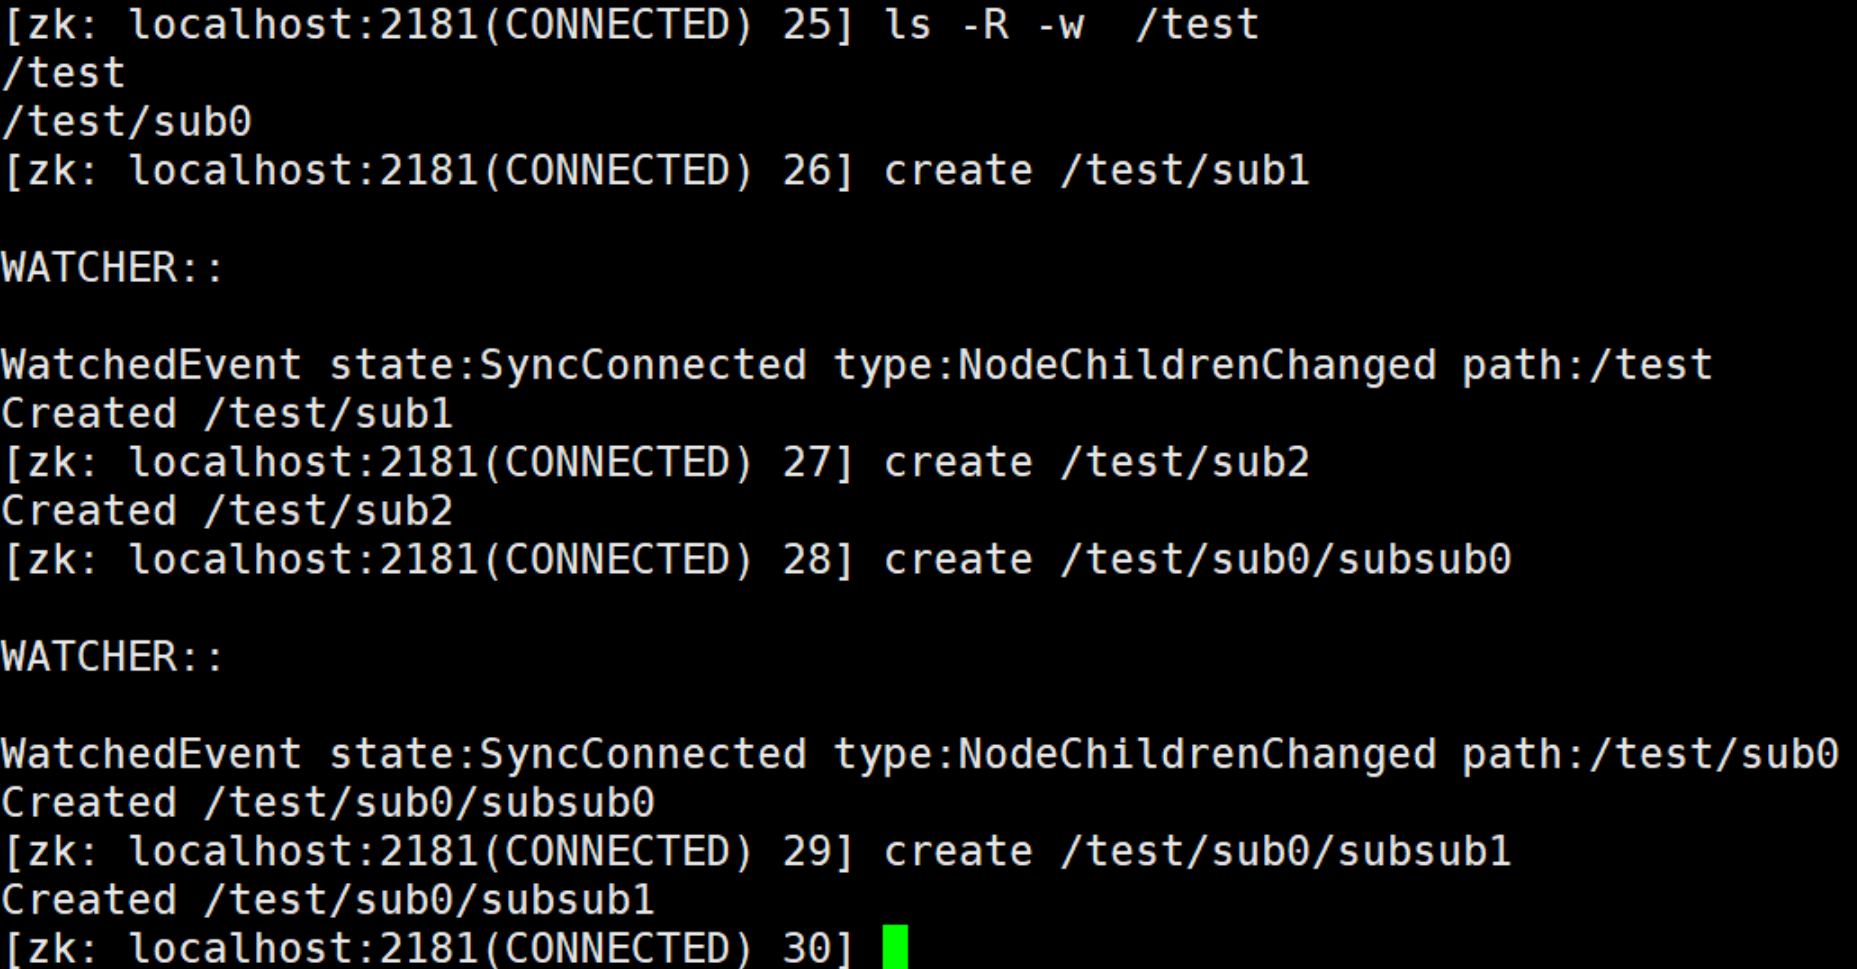 [zk: localhost:2181(CONNECTED) 25] ls -R -w  /test
/test
/test/sub0
[zk: localhost:2181(CONNECTED) 26] create /test/sub1
WATCHER::
WatchedEvent state:SyncConnected type:NodeChildrenChanged path:/test
Created /test/sub1
[zk: localhost:2181(CONNECTED) 27] create /test/sub2
Created /test/sub2
[zk: localhost:2181(CONNECTED) 28] create /test/sub0/subsub0
WATCHER::
WatchedEvent state:SyncConnected type:NodeChildrenChanged path:/test/sub0
Created /test/sub0/subsub0
[zk: localhost:2181(CONNECTED) 29] create /test/sub0/subsub1
Created /test/sub0/subsub1
[zk: localhost:2181(CONNECTED) 30]